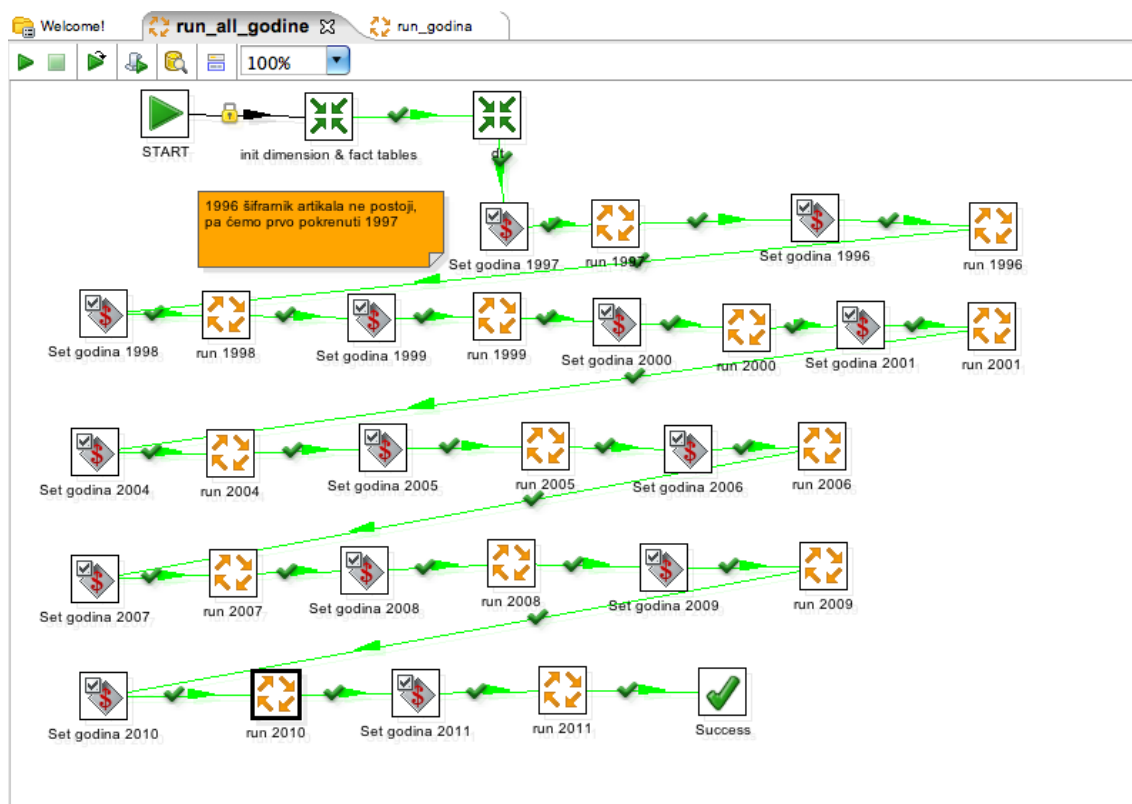 Welcome!
run_all_godine
run_godina
100%
START
init dimension & fact tables
dt
1996 šiframik artikala ne postoji,
pa ćemo prvo pokrenuti 1997
Set godina 1997
run 1997
Set godina 1996
run 1996
Set godina 1998
run 1998
Set godina 1999
run 1999
Set godina 2000
run 2000
Set godina 2001
run 2001
Set godina 2004
run 2004
Set godina 2005
run 2005
Set godina 2006
run 2006
Set godina 2007
run 2007
Set godina 2008
run 2008
Set godina 2009
run 2009
Set godina 2010
run 2010
Set godina 2011
run 2011
Success